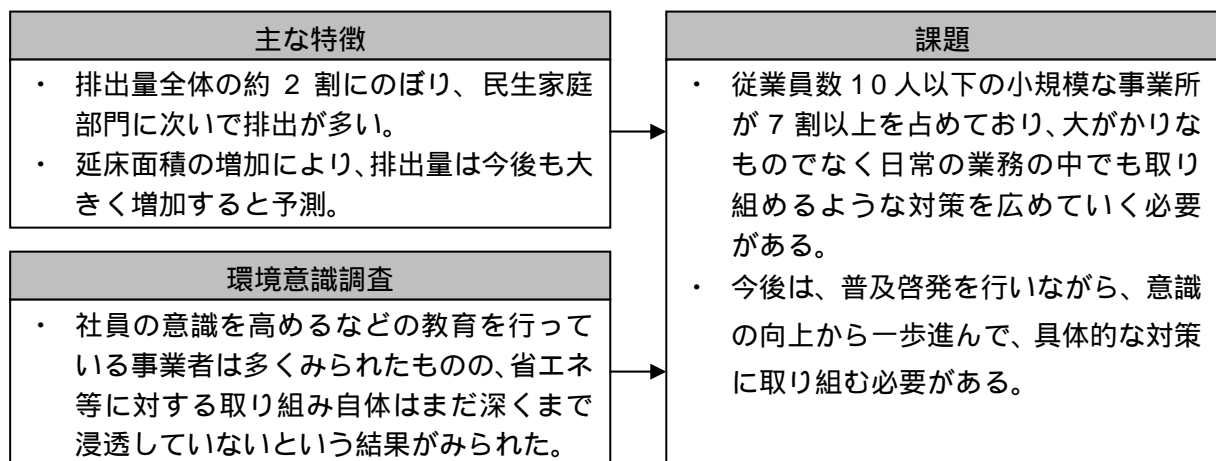 主な特徴
・ 排出量全体の約 2 割にのぼり、民生家庭
部門に次いで排出が多い。
・ 延床面積の増加により、排出量は今後も大
きく増加すると予測。
環境意識調査
・ 社員の意識を高めるなどの教育を行って
いる事業者は多くみられたものの、省エネ
等に対する取り組み自体はまだ深くまで
浸透していないという結果がみられた。
課題
・ 従業員数 10 人以下の小規模な事業所
が 7 割以上を占めており、大がかりな
ものでなく日常の業務の中でも取り
組めるような対策を広めていく必要
がある。
・ 今後は、普及啓発を行いながら、意識
の向上から一歩進んで、具体的な対策
に取り組む必要がある。